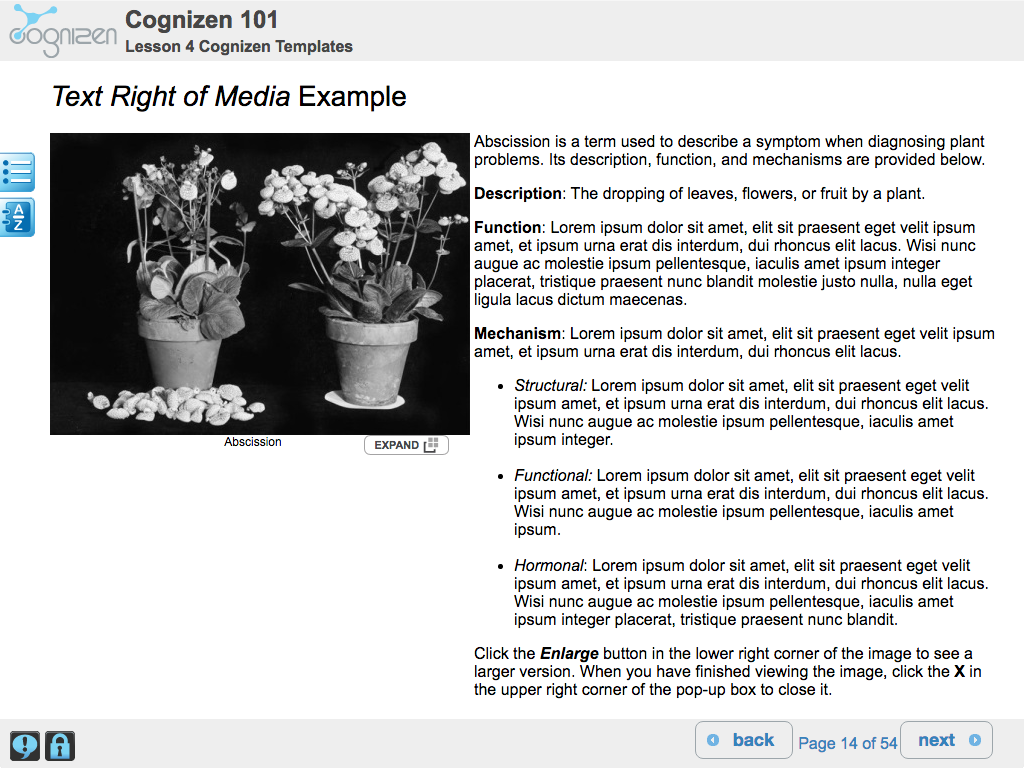 cognizen
Cognizen 101
Lesson 4 Cognizen Templates
Text Right of Media Example
Abscission is a term used to describe a symptom when diagnosing plant
problems. Its description, function, and mechanisms are provided below.
Description: The dropping of leaves, flowers, or fruit by a plant.
Function: Lorem ipsum dolor sit amet, elit sit praesent eget velit ipsum
amet, et ipsum urna erat dis interdum, dui rhoncus elit lacus. Wisi nunc
augue ac molestie ipsum pellentesque, iaculis amet ipsum integer
placerat, tristique praesent nunc blandit molestie justo nulla, nulla eget
ligula lacus dictum maecenas.
Mechanism: Lorem ipsum dolor sit amet, elit sit praesent eget velit ipsum
amet, et ipsum urna erat dis interdum, dui rhoncus elit lacus.
• Structural: Lorem ipsum dolor sit amet, elit sit praesent eget velit
ipsum amet, et ipsum urna erat dis interdum, dui rhoncus elit lacus.
Wisi nunc augue ac molestie ipsum pellentesque, iaculis amet
ipsum integer.
• Functional: Lorem ipsum dolor sit amet, elit sit praesent eget velit
ipsum amet, et ipsum urna erat dis interdum, dui rhoncus elit lacus.
Wisi nunc augue ac molestie ipsum pellentesque, iaculis amet
ipsum.
• Hormonal: Lorem ipsum dolor sit amet, elit sit praesent eget velit
ipsum amet, et ipsum urna erat dis interdum, dui rhoncus elit lacus.
Wisi nunc augue ac molestie ipsum pellentesque, iaculis amet
ipsum integer placerat, tristique praesent nunc blandit.
Click the Enlarge button in the lower right corner of the image to see a
larger version. When you have finished viewing the image, click the X in
the upper right corner of the pop-up box to close it.
Abscission
EXPAND
A
Z
back
Page 14 of 54
next